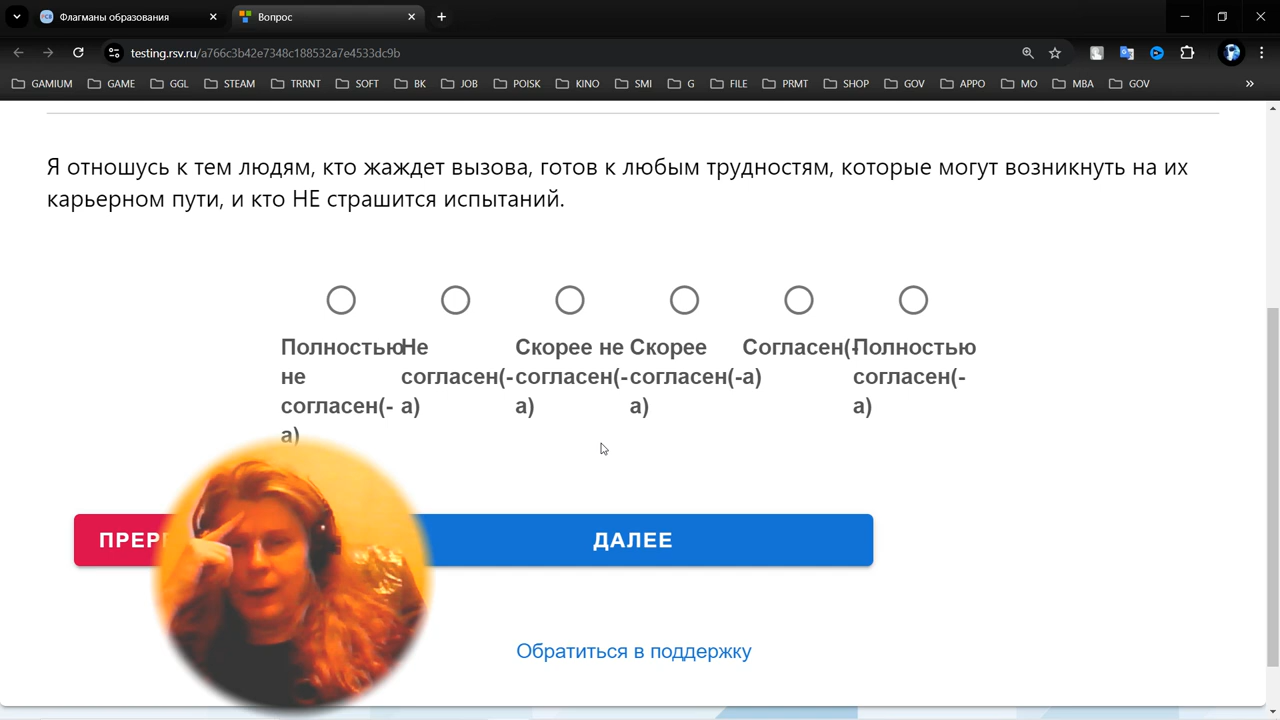 Флагманы образования
Вопрос
testing.rsv.ru/a766c3b42e7348c188532a7e4533dc9b
GAMIUM GAME GGL STEAM TRRNT SOFT BK JOB POISK KINO SMI G FILE PRMT SHOP GOV APPO MO MBA GOV »
Я отношусь к тем людям, кто жаждет вызова, готов к любым трудностям, которые могут возникнуть на их
карьерном пути, и кто НЕ страшится испытаний.
Полностью
не
согласен(-
а)
Не
согласен(-
а)
Скорее не
согласен(-
а)
Скорее
согласен(-
а)
Согласен(-
а)
Полностью
согласен(-
а)
ДАЛЕЕ
Обратиться в поддержку